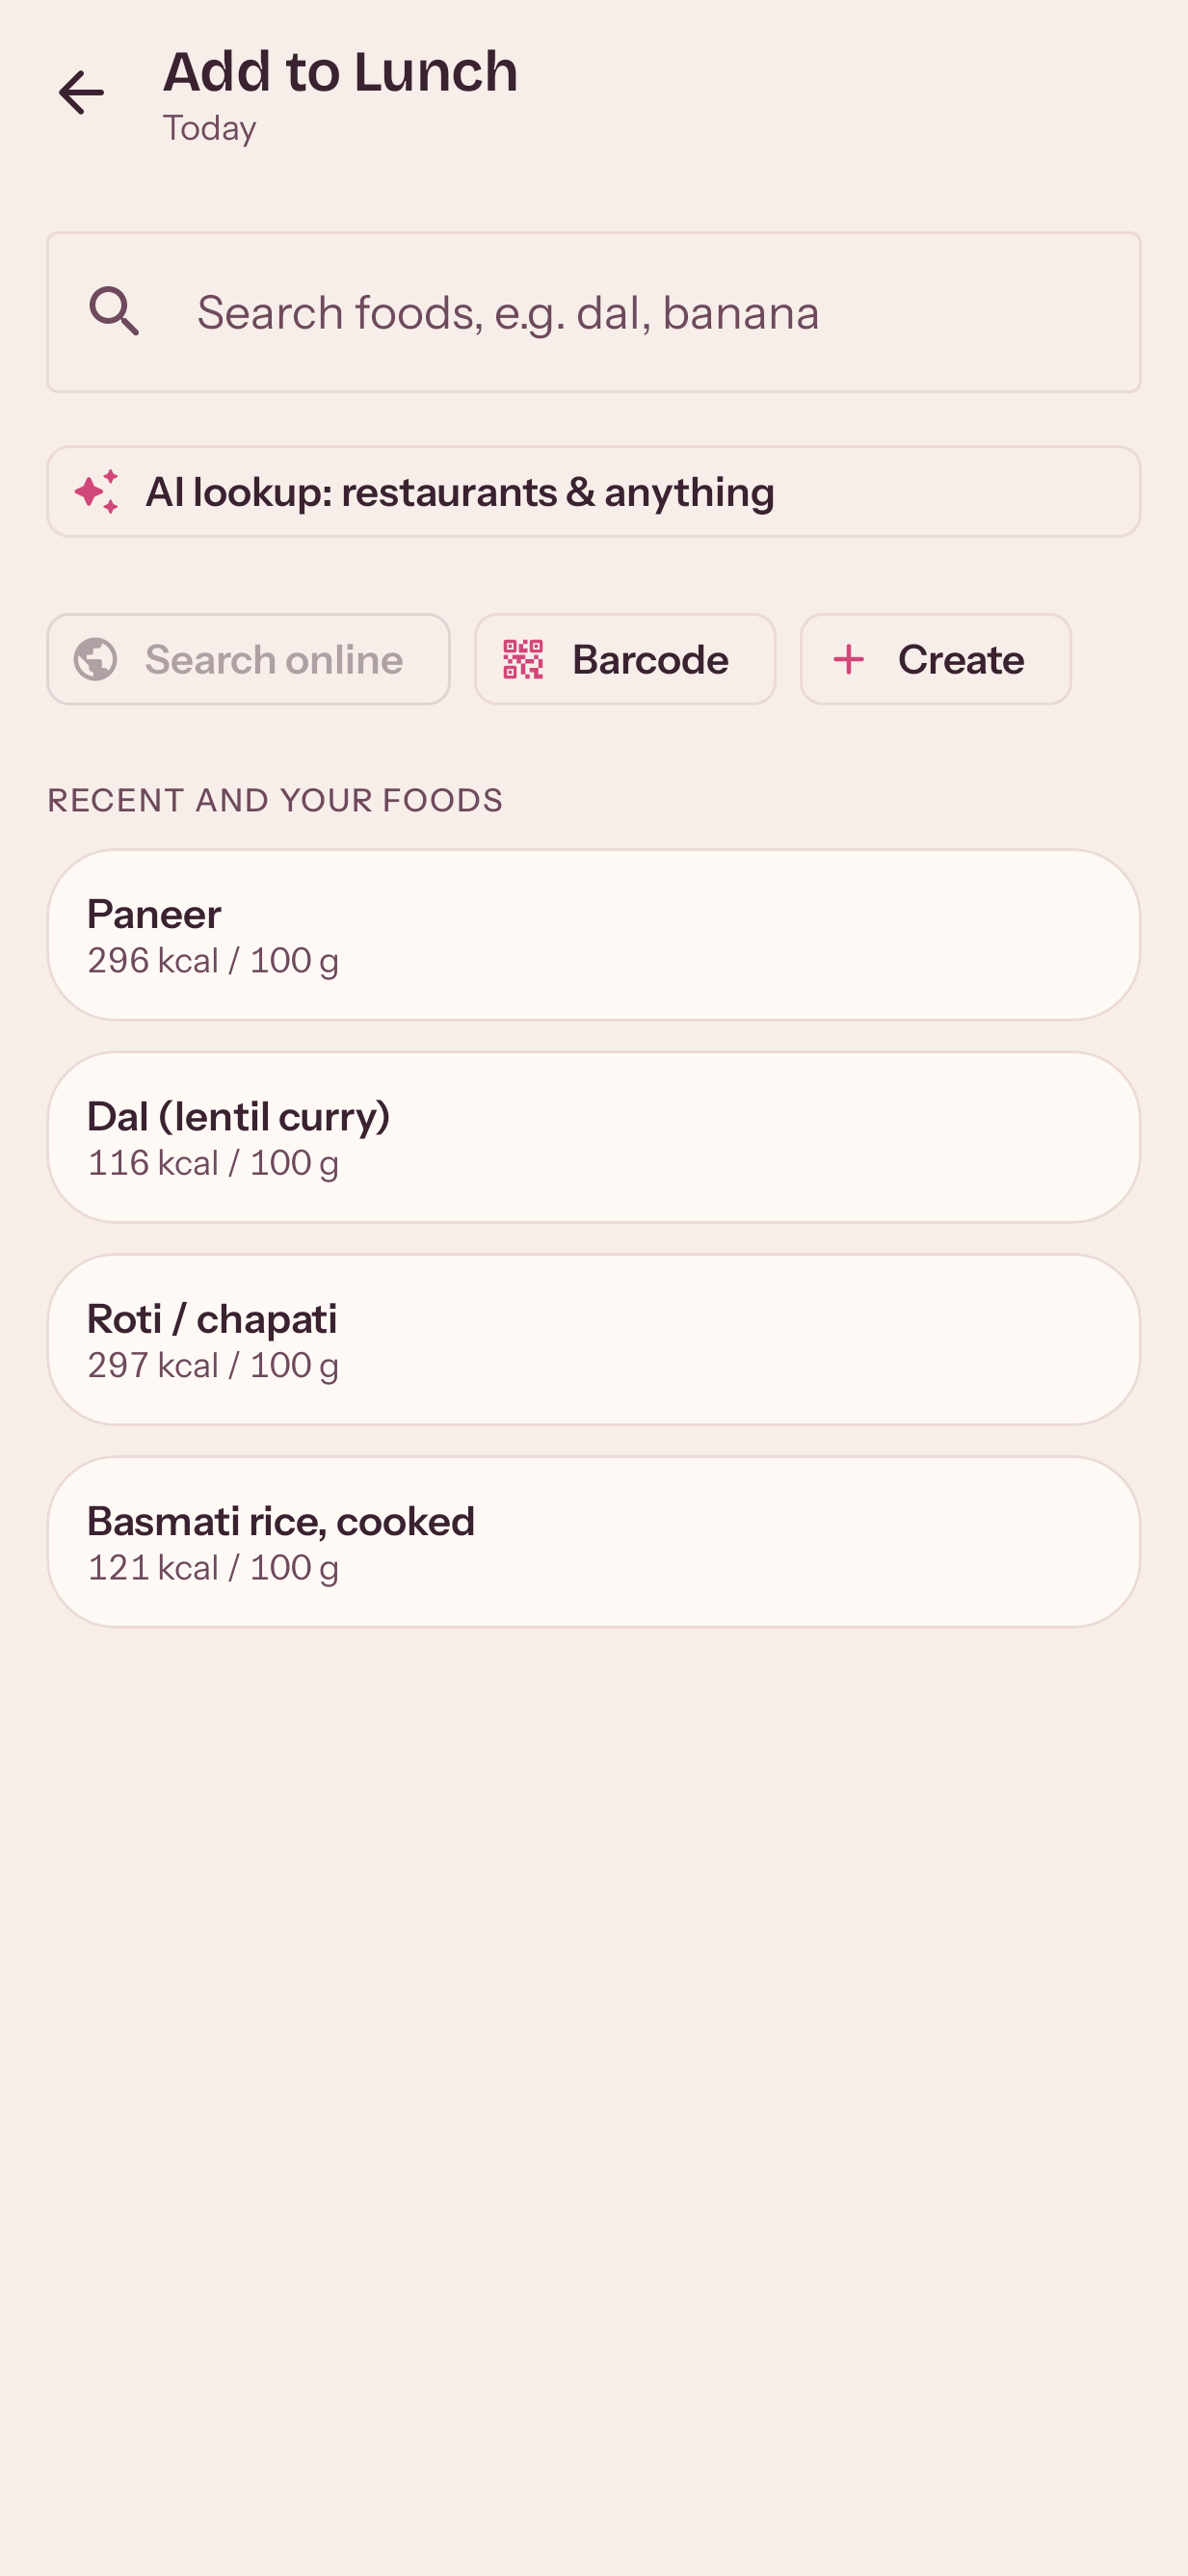 Add to Lunch
Today
Search foods, e.g. dal, banana
AI lookup: restaurants & anything
Search online
Barcode
Create
RECENT AND YOUR FOODS
Paneer
296 kcal / 100 g
Dal (lentil curry)
116 kcal / 100 g
Roti / chapati
297 kcal / 100 g
Basmati rice, cooked
121 kcal / 100 g